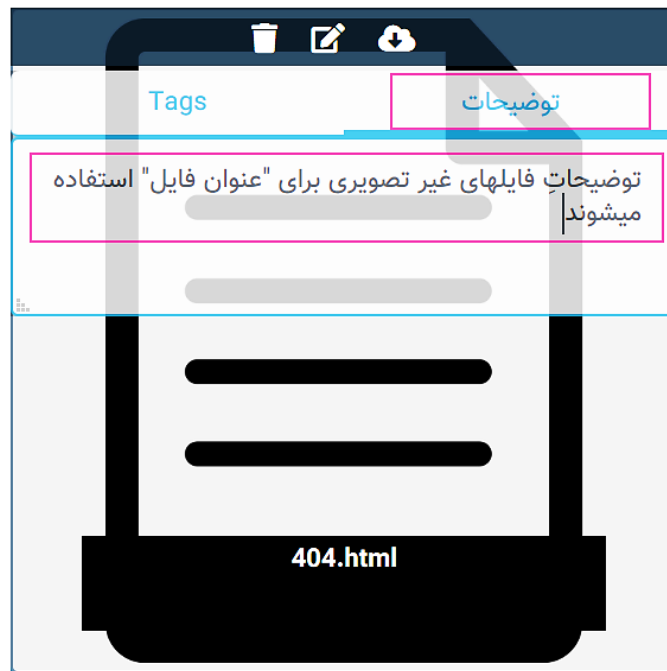 توضیحات
Tags
توضیحاتِ فایلهای غیر تصویری برای "عنوان فایل" استفاده
میشوند
404.html